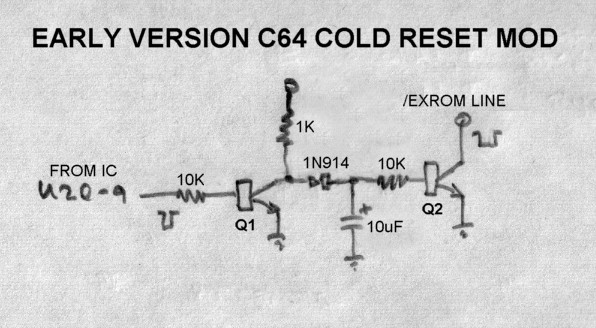 EARLY VERSION C64 COLD RESET MOD
/EXROM LINE
1K
FROM IC
U20-9
10K
1N914
10K
Q1
+
10uF
Q2